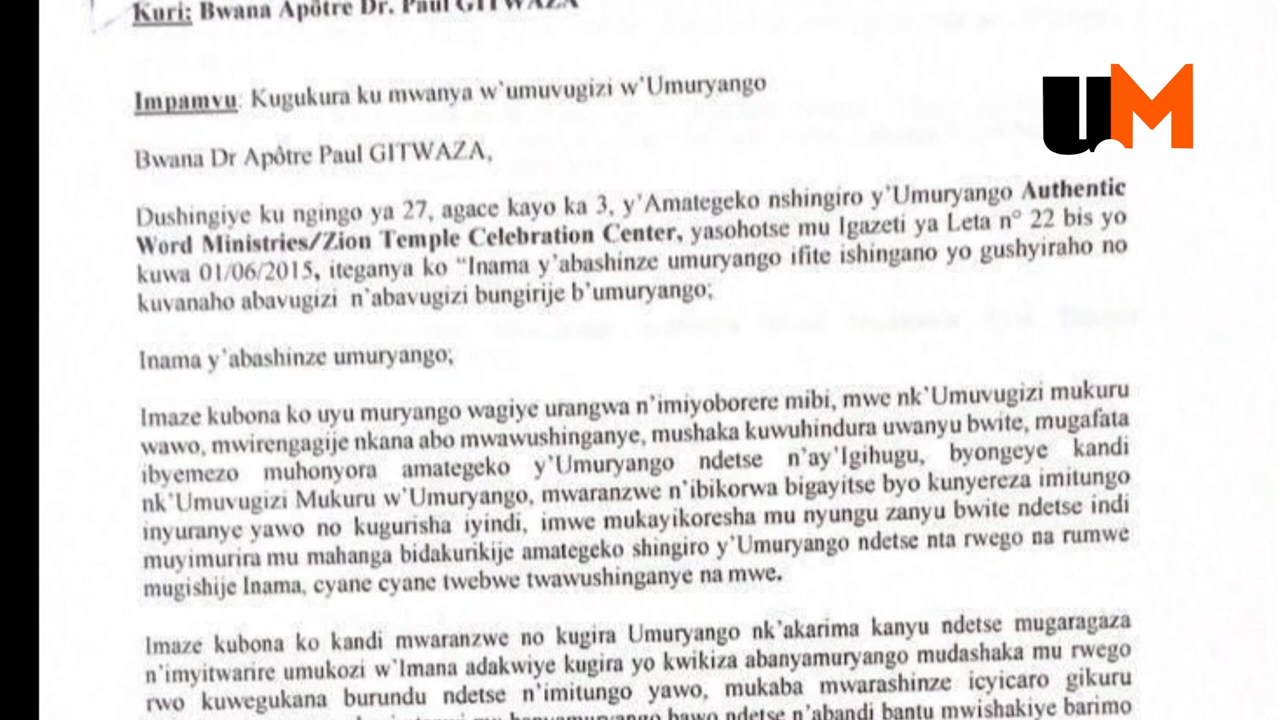 Kuri: Bwana Apôtre Dr. Paul GITWAZA
Impamvu: Kugukura ku mwanya w'umuvugizi w'Umuryango
UM
Bwana Dr Apôtre Paul GITWAZA,
Dushingiye ku ngingo ya 27, agace kayo ka 3, y'Amategeko nshingiro y'Umuryango Authentic
Word Ministries/Zion Temple Celebration Center, yasohotse mu Igazeti ya Leta n° 22 bis yo
kuwa 01/06/2015, iteganya ko "Inama y'abashinze umuryango ifite ishingano yo gushyiraho no
kuvanaho abavugizi n'abavugizi bungirije b'umuryango;
Inama y'abashinze umuryango;
Imaze kubona ko uyu muryango wagiye urangwa n'imiyoborere mibi, mwe nk'Umuvugizi mukuru
wawo, mwirengagije nkana abo mwawushinganye, mushaka kuwuhindura uwanyu bwite, mugafata
ibyemezo muhonyora amategeko y'Umuryango ndetse n'ay'Igihugu, byongeye kandi
nk'Umuvugizi Mukuru w'Umuryango, mwaranzwe n'ibikorwa bigayitse byo kunyereza imitungo
inyuranye yawo no kugurisha iyindi, imwe mukayikoresha mu nyungu zanyu bwite ndetse indi
muyimurira mu mahanga bidakurikije amategeko shingiro y'Umuryango ndetse nta rwego na rumwe
mugishije Inama, cyane cyane twebwe twawushinganye na mwe.
Imaze kubona ko kandi mwaranzwe no kugira Umuryango nk'akarima kanyu ndetse mugaragaza
n'imyitwarire umukozi w'Imana adakwiye kugira yo kwikiza abanyamuryango mudashaka mu rwego
rwo kuwegukana burundu ndetse n'imitungo yawo, mukaba mwarashinze icyicaro gikuru
bawo ndetse n'abandi bantu mwishakiye barimo